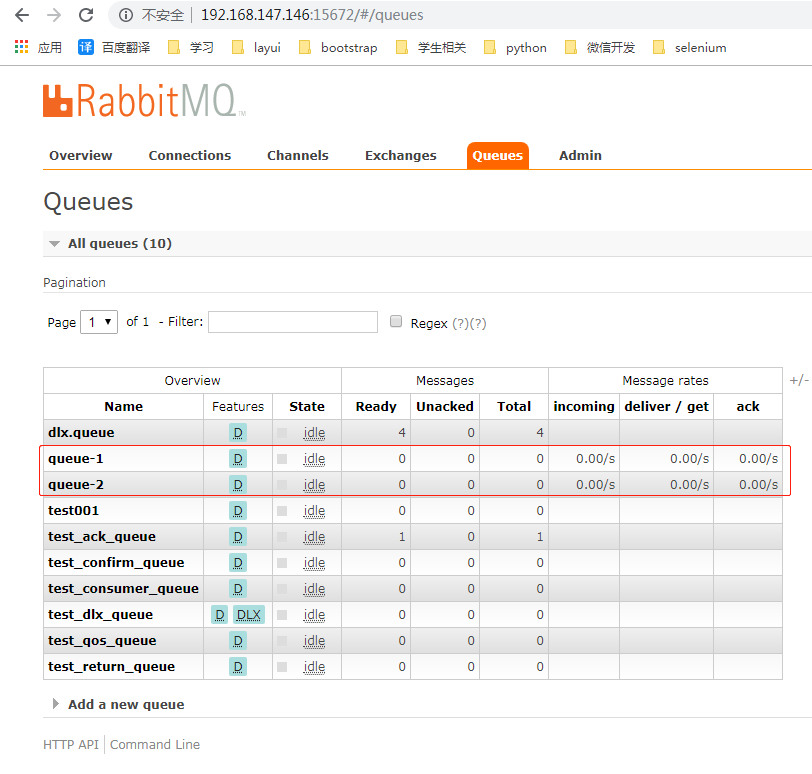 不安全 192.168.147.146:15672/#/queues
应用 译 百度翻译 学习 layui bootstrap 学生相关 python 微信开发 selenium
RabbitMQ TM
Overview Connections Channels Exchanges Queues Admin
Queues
All queues (10)
Pagination
Page 1 of 1 - Filter: Regex (?)(?)
Overview Messages Message rates +/-
Name Features State Ready Unacked Total incoming deliver / get ack
dlx.queue D idle 4 0 4
queue-1 D idle 0 0 0 0.00/s 0.00/s 0.00/s
queue-2 D idle 0 0 0 0.00/s 0.00/s 0.00/s
test001 D idle 0 0 0
test_ack_queue D idle 1 0 1
test_confirm_queue D idle 0 0 0
test_consumer_queue D idle 0 0 0
test_dlx_queue D DLX idle 0 0 0
test_qos_queue D idle 0 0 0
test_return_queue D idle 0 0 0
Add a new queue
HTTP API Command Line